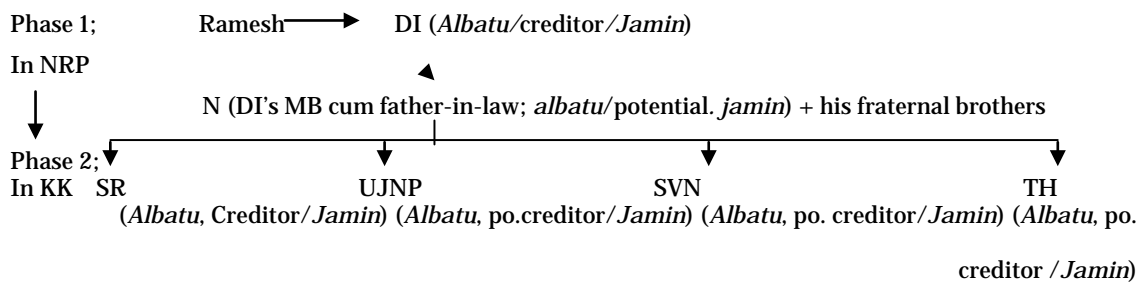 Phase 1; Ramesh DI (Albatu/creditor/Jamin)
In NRP
N (DI's MB cum father-in-law; albatu/potential. jamin) + his fraternal brothers
Phase 2;
In KK SR UJNP SVN TH
(Albatu, Creditor/Jamin) (Albatu, po.creditor/Jamin) (Albatu, po. creditor/Jamin) (Albatu, po.
creditor /Jamin)